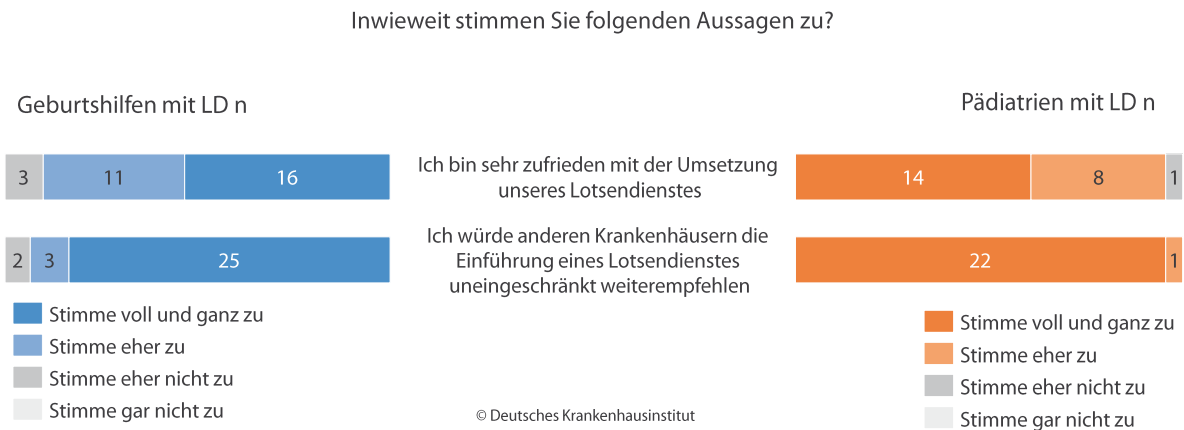 Inwieweit stimmen Sie folgenden Aussagen zu?
Geburtshilfen mit LD n
Pädiatrien mit LD n
3 11 16
Ich bin sehr zufrieden mit der Umsetzung
unseres Lotsendienstes
14 8 1
2 3 25
Ich würde anderen Krankenhäusern die
Einführung eines Lotsendienstes
uneingeschränkt weiterempfehlen
22 1
Stimme voll und ganz zu
Stimme eher zu
Stimme eher nicht zu
Stimme gar nicht zu
Stimme voll und ganz zu
Stimme eher zu
Stimme eher nicht zu
Stimme gar nicht zu
© Deutsches Krankenhausinstitut